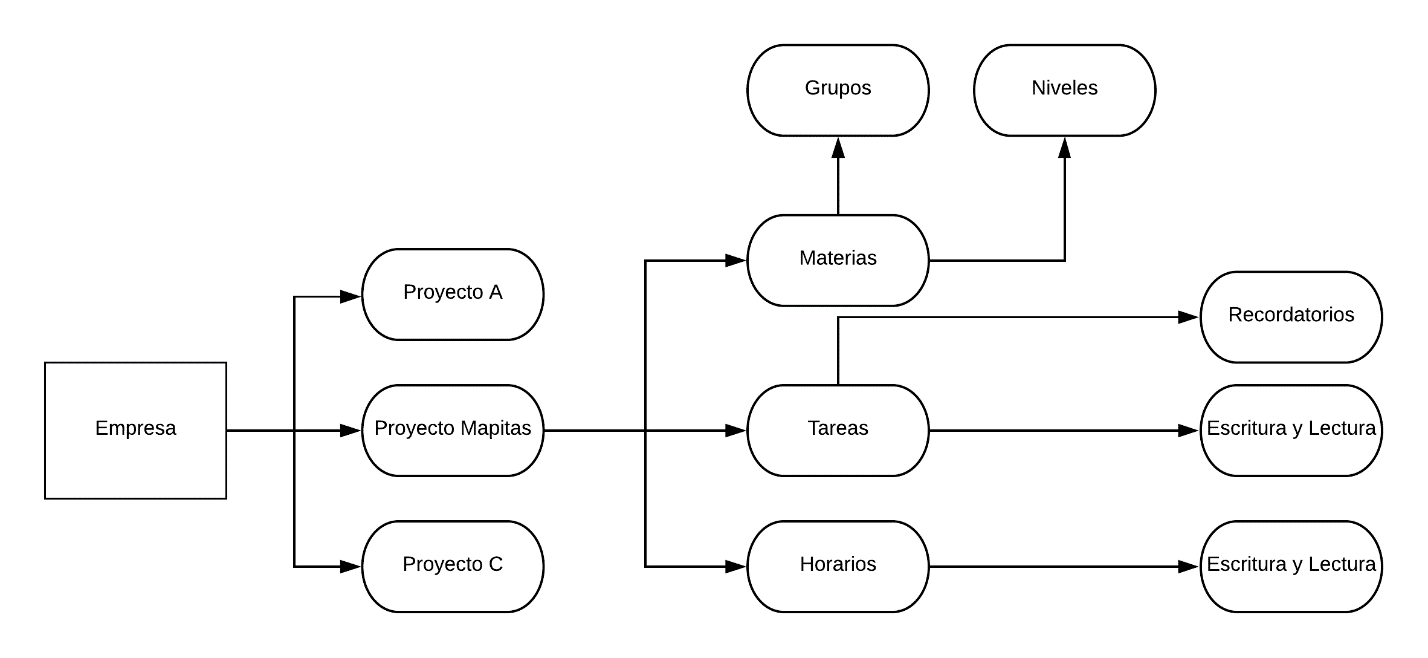 Grupos
Niveles
Materias
Proyecto A
Recordatorios
Empresa
Proyecto Mapitas
Tareas
Escritura y Lectura
Proyecto C
Horarios
Escritura y Lectura